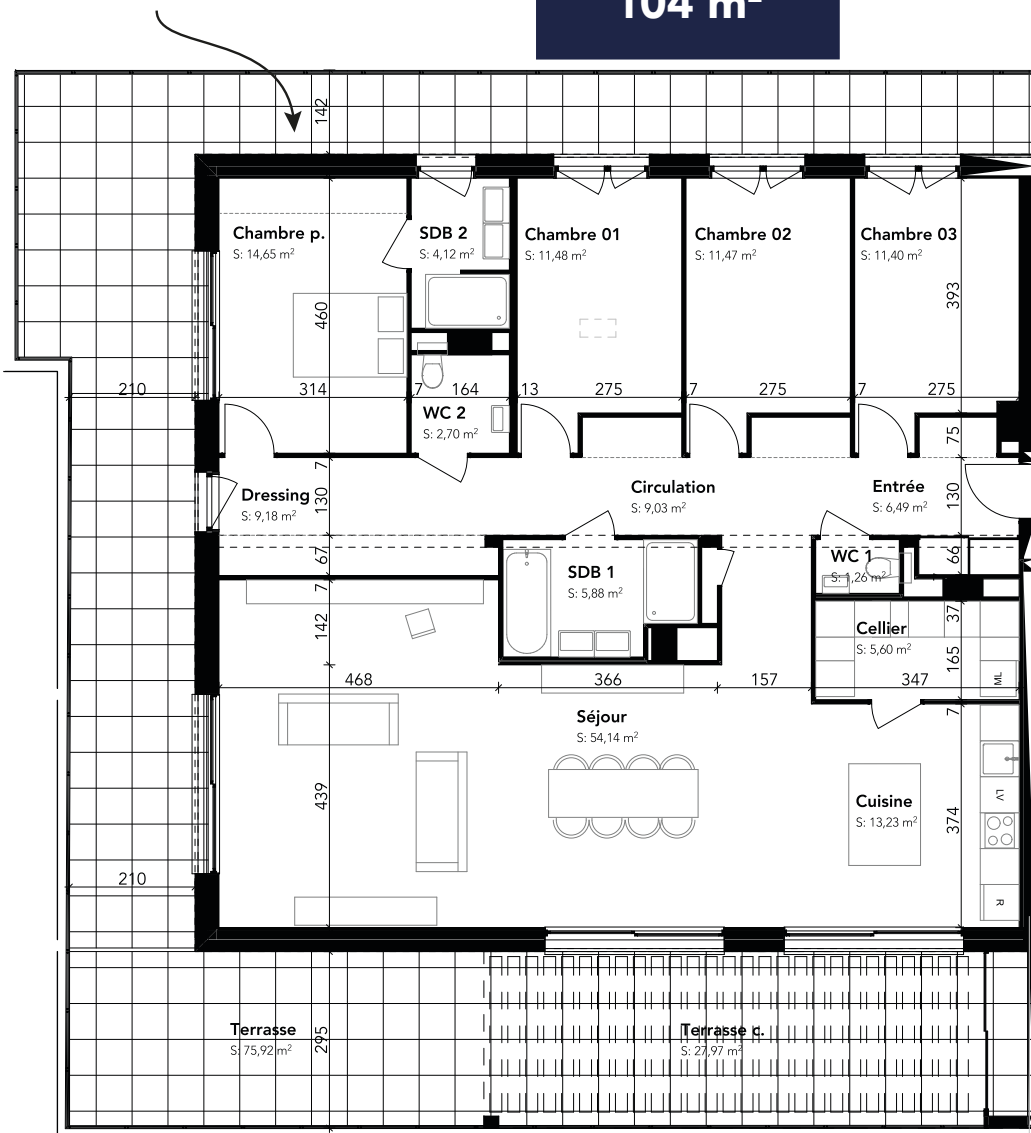 104 m²
142
Chambre p.
S: 14,65 m²
SDB 2
S: 4,12 m²
Chambre 01
S: 11,48 m²
Chambre 02
S: 11,47 m²
Chambre 03
S: 11,40 m²
460
393
210
314
7
164
13
275
7
275
7
275
WC 2
S: 2,70 m²
75
7
Dressing
S: 9,18 m²
130
Circulation
S: 9,03 m²
Entrée
S: 6,49 m²
130
67
SDB 1
S: 5,88 m²
WC 1
S: 1,26 m²
66
7
142
Cellier
S: 5,60 m²
37
165
ML
468
366
157
347
Séjour
S: 54,14 m²
7
439
LV
Cuisine
S: 13,23 m²
374
210
R
Terrasse
S: 75,92 m²
295
Terrasse c.
S: 27,97 m²